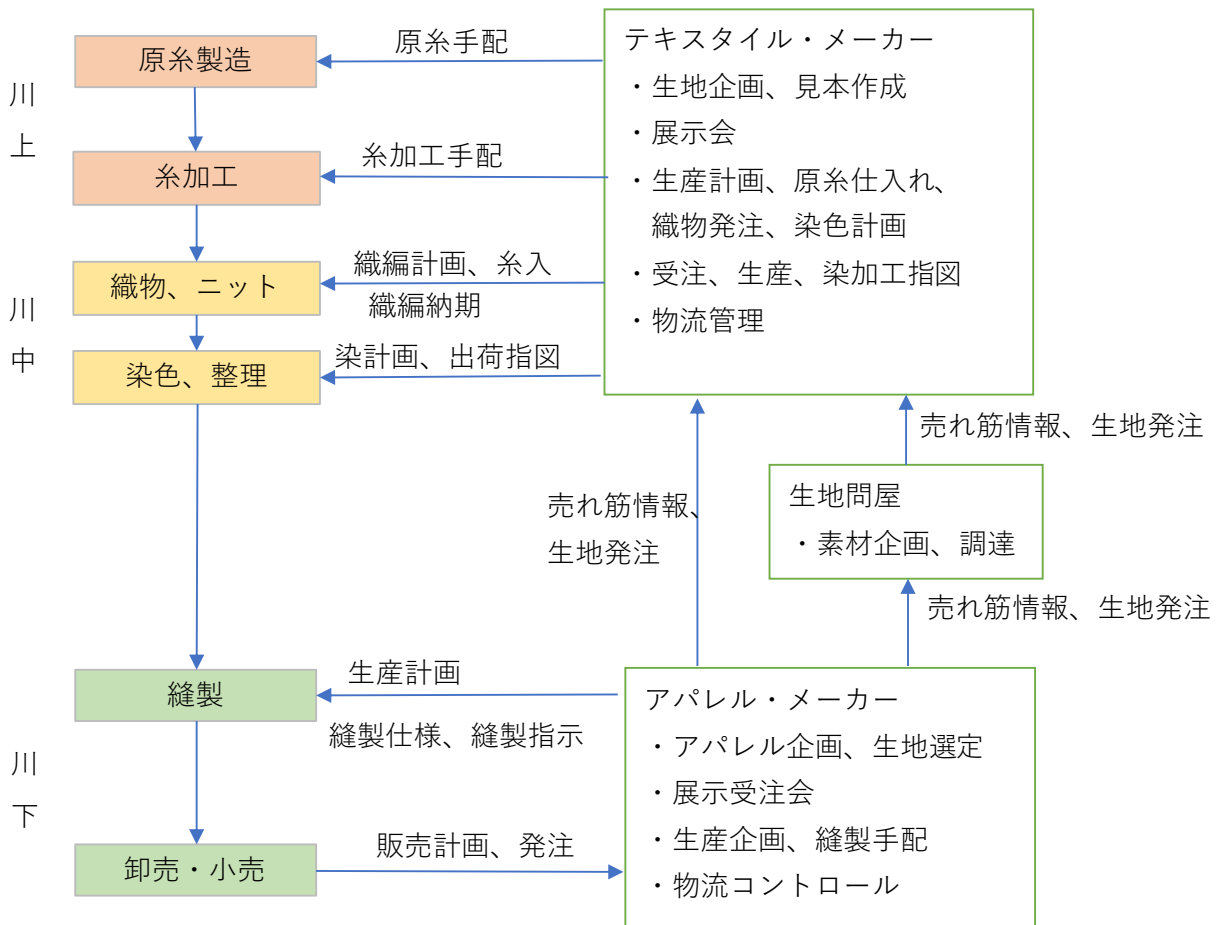 川
上
原糸製造
原糸手配
糸加工
糸加工手配
川
中
織物、ニット
織編計画、糸入
織編納期
染色、整理
染計画、出荷指図
テキスタイル・メーカー
・生地企画、見本作成
・展示会
・生産計画、原糸仕入れ、
織物発注、染色計画
・受注、生産、染加工指図
・物流管理
売れ筋情報、生地発注
生地問屋
・素材企画、調達
売れ筋情報、
生地発注
売れ筋情報、生地発注
川
下
縫製
生産計画
縫製仕様、縫製指示
卸売・小売
販売計画、発注
アパレル・メーカー
・アパレル企画、生地選定
・展示受注会
・生産企画、縫製手配
・物流コントロール